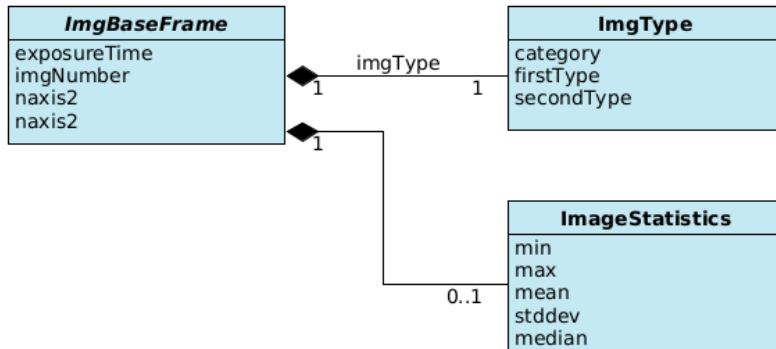 ImgBaseFrame
exposureTime
imgNumber
naxis2
naxis2
imgType
1
1
ImgType
category
firstType
secondType
1
0..1
ImageStatistics
min
max
mean
stddev
median